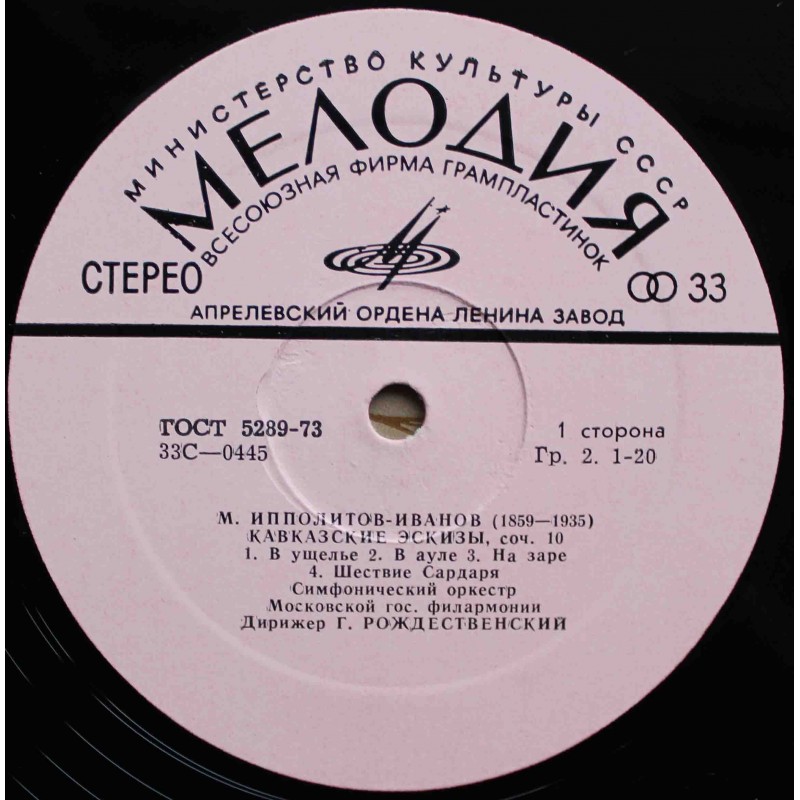 МИНИСТЕРСТВО КУЛЬТУРЫ СССР
МЕЛОДИЯ
ВСЕСОЮЗНАЯ ФИРМА ГРАМПЛАСТИНОК
СТЕРЕО
33
АПРЕЛЕВСКИЙ ОРДЕНА ЛЕНИНА ЗАВОД
ГОСТ 5289-73
33С—0445
1 сторона
Гр. 2. 1-20
М. ИППОЛИТОВ-ИВАНОВ (1859—1935)
КАВКАЗСКИЕ ЭСКИЗЫ, соч. 10
1. В ущелье 2. В ауле 3. На заре
4. Шествие Сардаря
Симфонический оркестр
Московской гос. филармонии
Дирижер Г. РОЖДЕСТВЕНСКИЙ